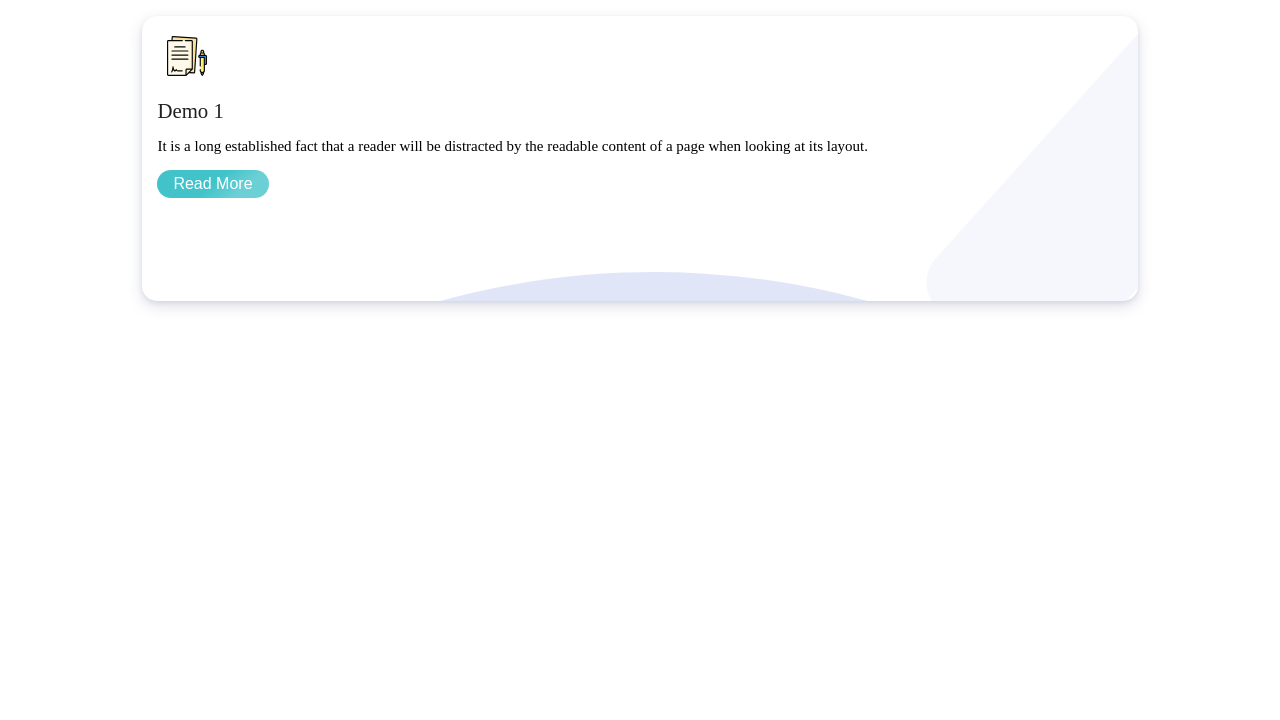 Demo 1
It is a long established fact that a reader will be distracted by the readable content of a page when looking at its layout.
Read More